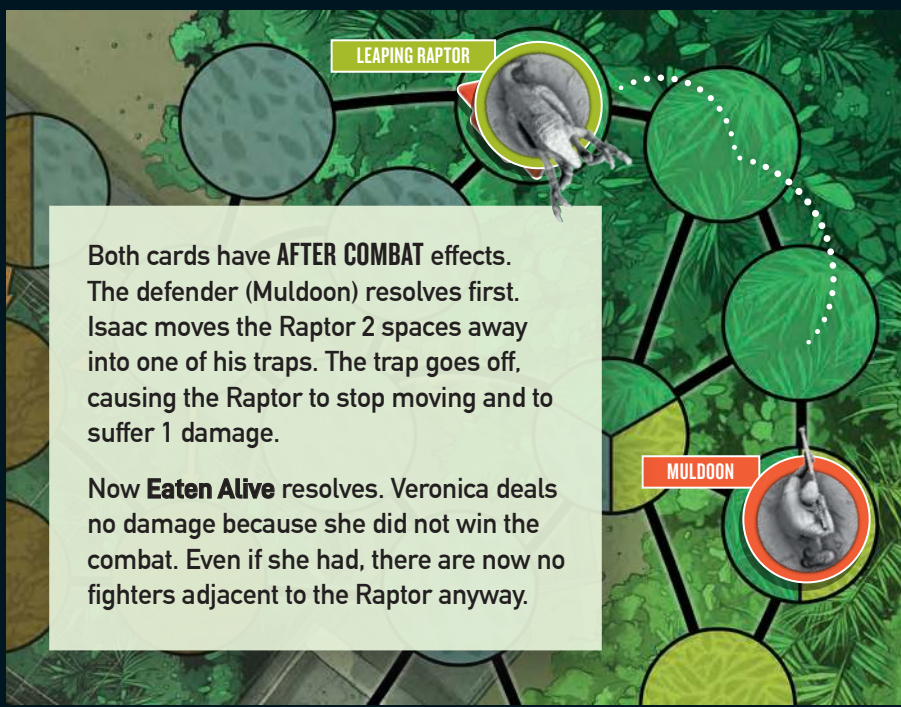 LEAPING RAPTOR
Both cards have AFTER COMBAT effects.
The defender (Muldoon) resolves first.
Isaac moves the Raptor 2 spaces away
into one of his traps. The trap goes off,
causing the Raptor to stop moving and to
suffer 1 damage.
Now Eaten Alive resolves. Veronica deals
no damage because she did not win the
combat. Even if she had, there are now no
fighters adjacent to the Raptor anyway.
MULDOON